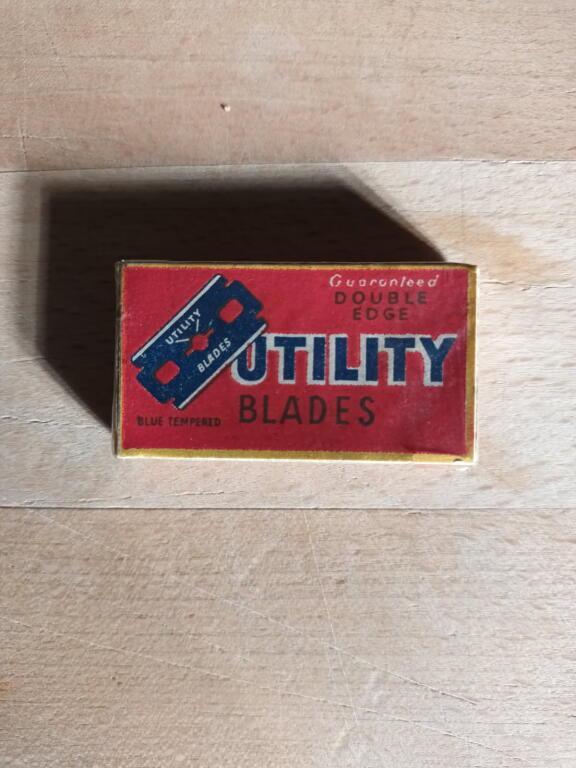 Guaranteed
DOUBLE
EDGE
UTILITY
BLADES
UTILITY
BLADES
BLUE TEMPERED